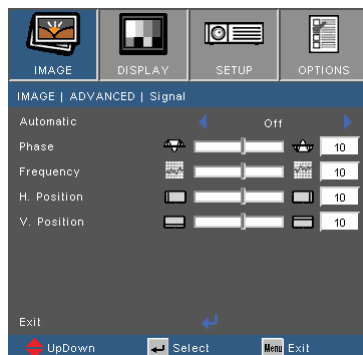 IMAGE DISPLAY SETUP OPTIONS
IMAGE | ADVANCED | Signal
Automatic Off
Phase 10
Frequency 10
H. Position 10
V. Position 10
Exit
UpDown Select Menu Exit